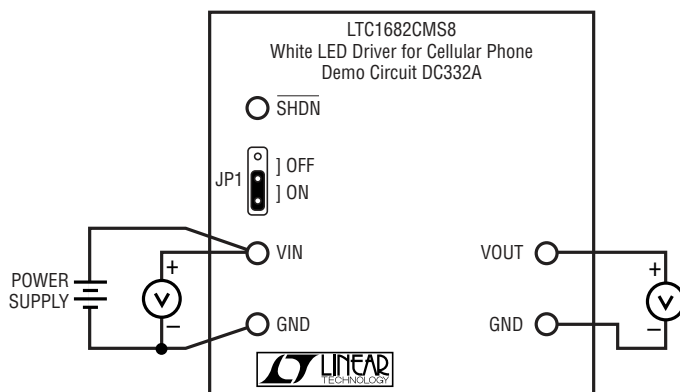 LTC1682CMS8
White LED Driver for Cellular Phone
Demo Circuit DC332A
SHDN
JP1
] OFF
] ON
VIN
VOUT
POWER
SUPPLY
+
V
–
+
V
–
GND
GND
LT LINEAR
TECHNOLOGY